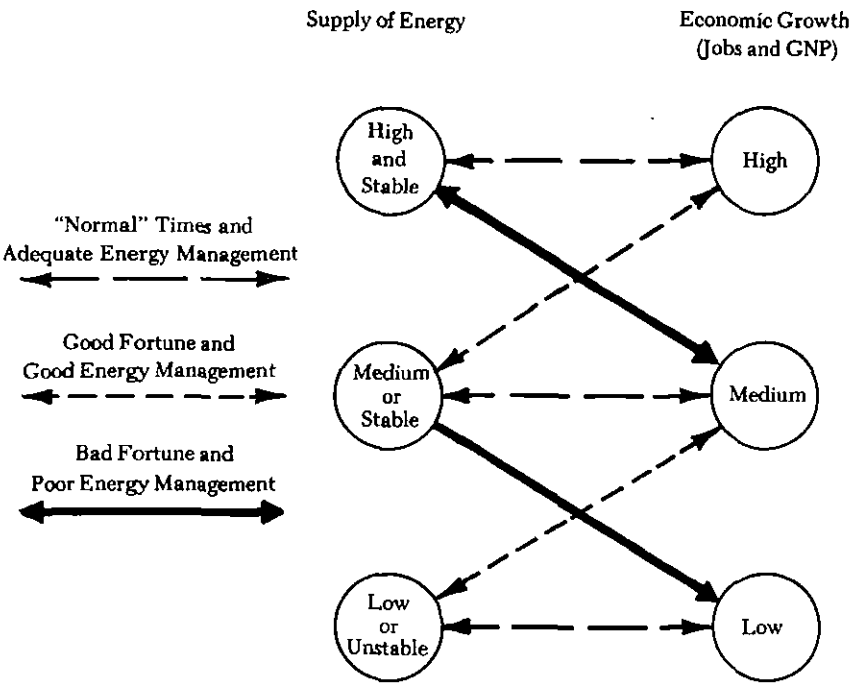 Supply of Energy
Economic Growth
(Jobs and GNP)
High
and
Stable
High
"Normal" Times and
Adequate Energy Management
Good Fortune and
Good Energy Management
Medium
or
Stable
Medium
Bad Fortune and
Poor Energy Management
Low
or
Unstable
Low